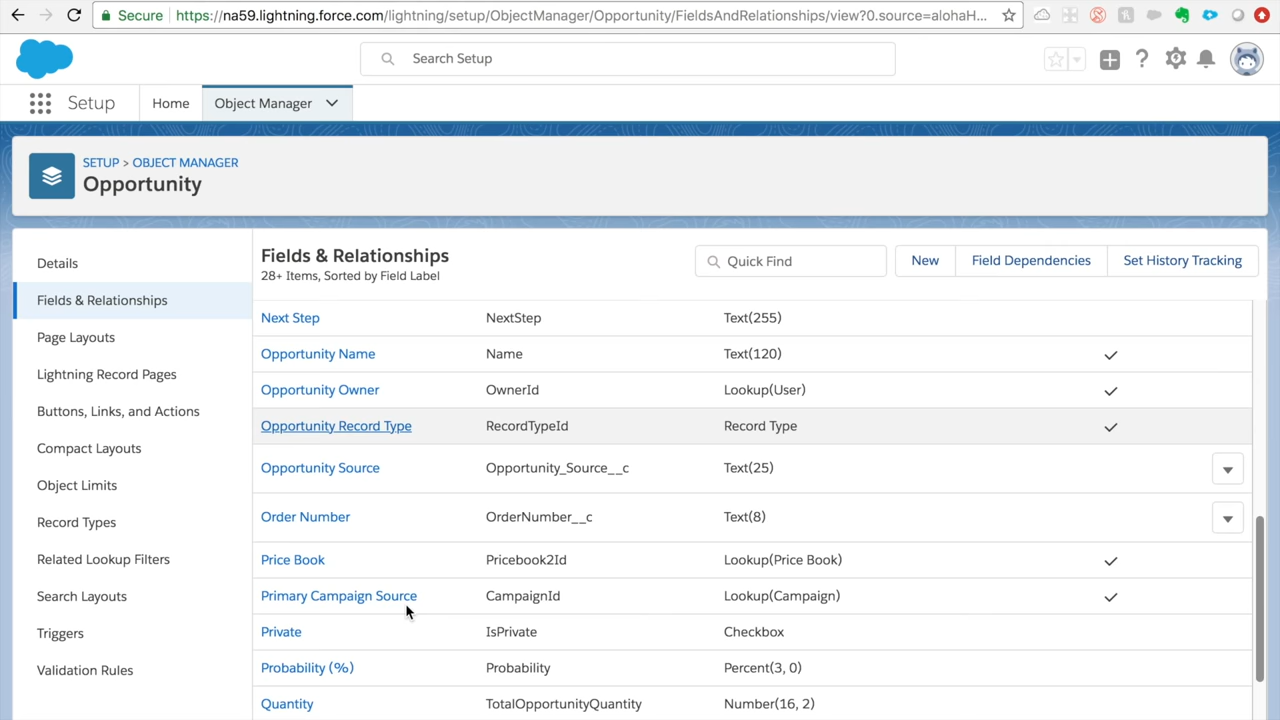 Secure
https://na59.lightning.force.com/lightning/setup/ObjectManager/Opportunity/FieldsAndRelationships/view?0.source=alohaH...
Search Setup
Setup
Home
Object Manager
SETUP > OBJECT MANAGER
Opportunity
Details
Fields & Relationships
Page Layouts
Lightning Record Pages
Buttons, Links, and Actions
Compact Layouts
Object Limits
Record Types
Related Lookup Filters
Search Layouts
Triggers
Validation Rules
Fields & Relationships
28+ Items, Sorted by Field Label
Quick Find
New
Field Dependencies
Set History Tracking
Next Step NextStep Text(255)
Opportunity Name Name Text(120)
Opportunity Owner OwnerId Lookup(User)
Opportunity Record Type RecordTypeId Record Type
Opportunity Source Opportunity_Source__c Text(25)
Order Number OrderNumber__c Text(8)
Price Book Pricebook2Id Lookup(Price Book)
Primary Campaign Source CampaignId Lookup(Campaign)
Private IsPrivate Checkbox
Probability (%) Probability Percent(3, 0)
Quantity TotalOpportunityQuantity Number(16, 2)